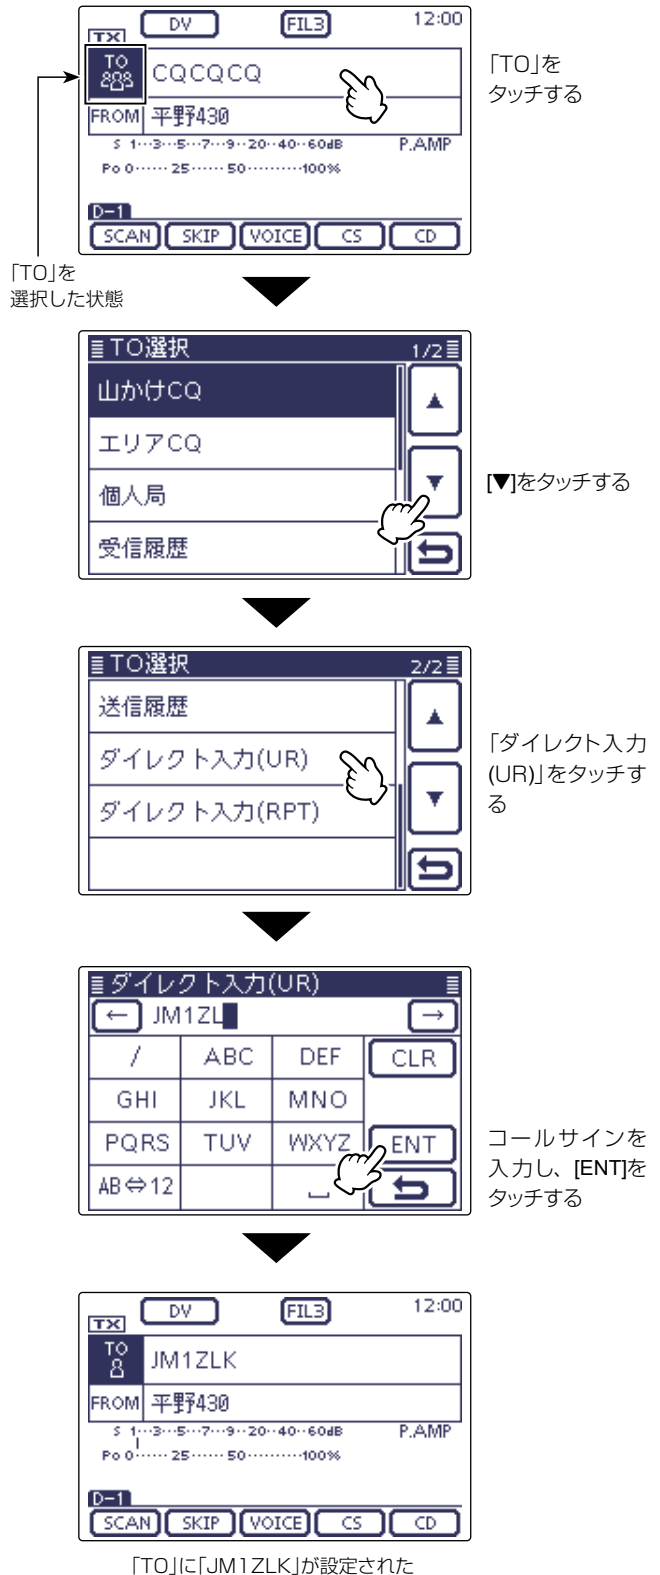 DV FIL3 12:00
TX
TO CQCQCQ
FROM 平野430
S 1···3···5···7···9··20··40··60dB P.AMP
Po 0······ 25······ 50··········100%
D-1
SCAN SKIP VOICE CS CD
「TO」を
タッチする
「TO」を
選択した状態
TO選択 1/2
山かけCQ
エリアCQ
個人局
受信履歴
▲
▼
[▼]をタッチする
TO選択 2/2
送信履歴
ダイレクト入力(UR)
ダイレクト入力(RPT)
▲
▼
「ダイレクト入力
(UR)」をタッチす
る
ダイレクト入力(UR)
← JM1ZL →
/ ABC DEF CLR
GHI JKL MNO
PQRS TUV WXYZ ENT
AB⇔12 ␣
コールサインを
入力し、[ENT]を
タッチする
DV FIL3 12:00
TX
TO JM1ZLK
FROM 平野430
S 1···3···5···7···9··20··40··60dB P.AMP
Po 0······ 25······ 50··········100%
D-1
SCAN SKIP VOICE CS CD
「TO」に「JM1ZLK」が設定された